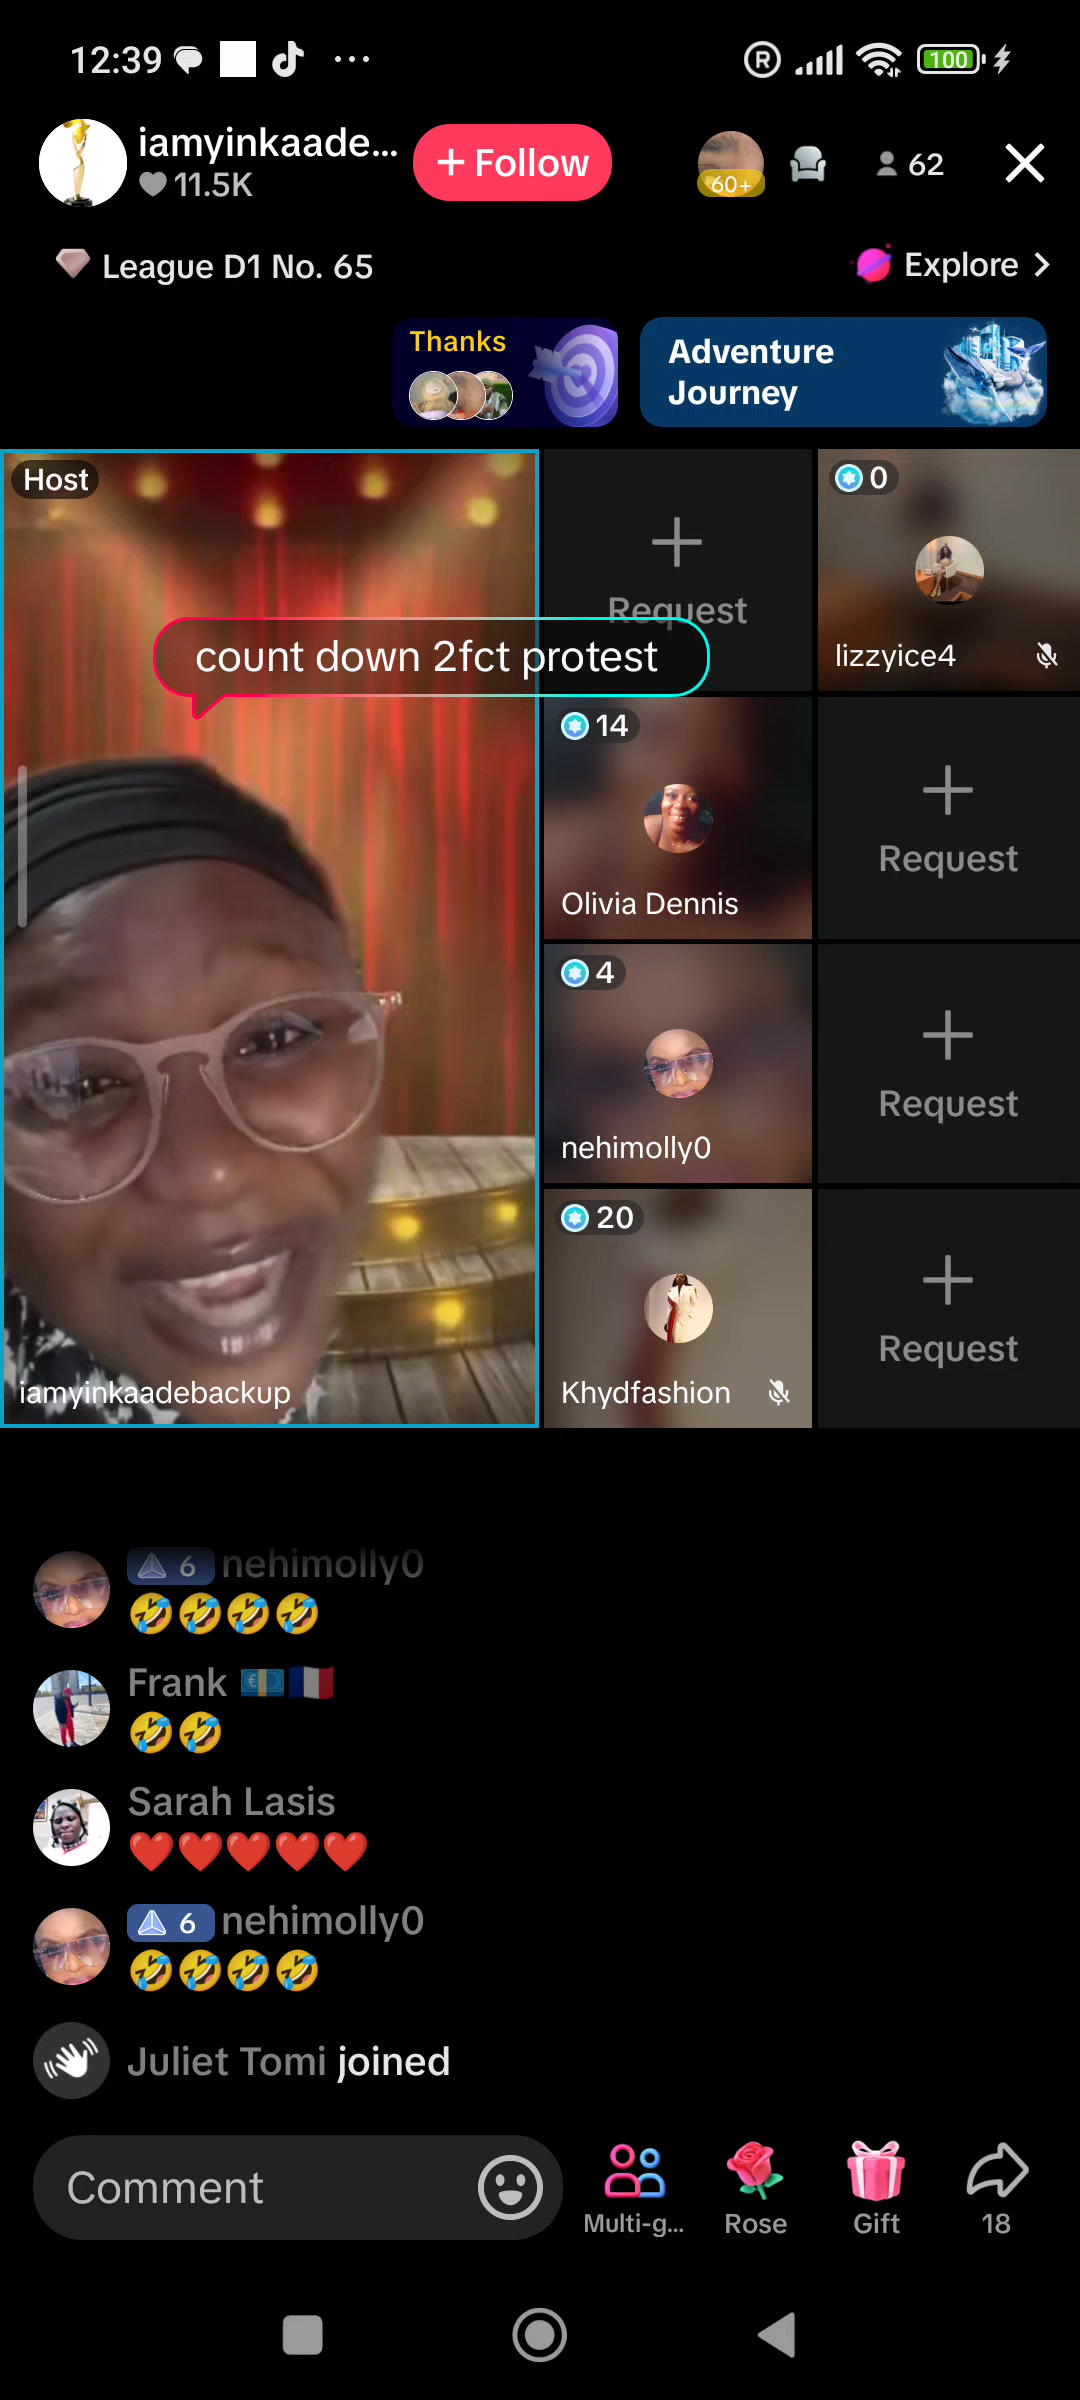 12:39
100
iamyinkaade...
11.5K
+ Follow
60+
62
League D1 No. 65
Explore >
Thanks
Adventure
Journey
Host
Request
0
lizzyice4
count down 2fct protest
14
Olivia Dennis
Request
4
nehimolly0
Request
20
Khydfashion
Request
iamyinkaadebackup
6 nehimolly0
🤣🤣🤣🤣
Frank 💶🇫🇷
🤣🤣
Sarah Lasis
❤️❤️❤️❤️❤️
6 nehimolly0
🤣🤣🤣🤣
Juliet Tomi joined
Comment
Multi-g...
Rose
Gift
18